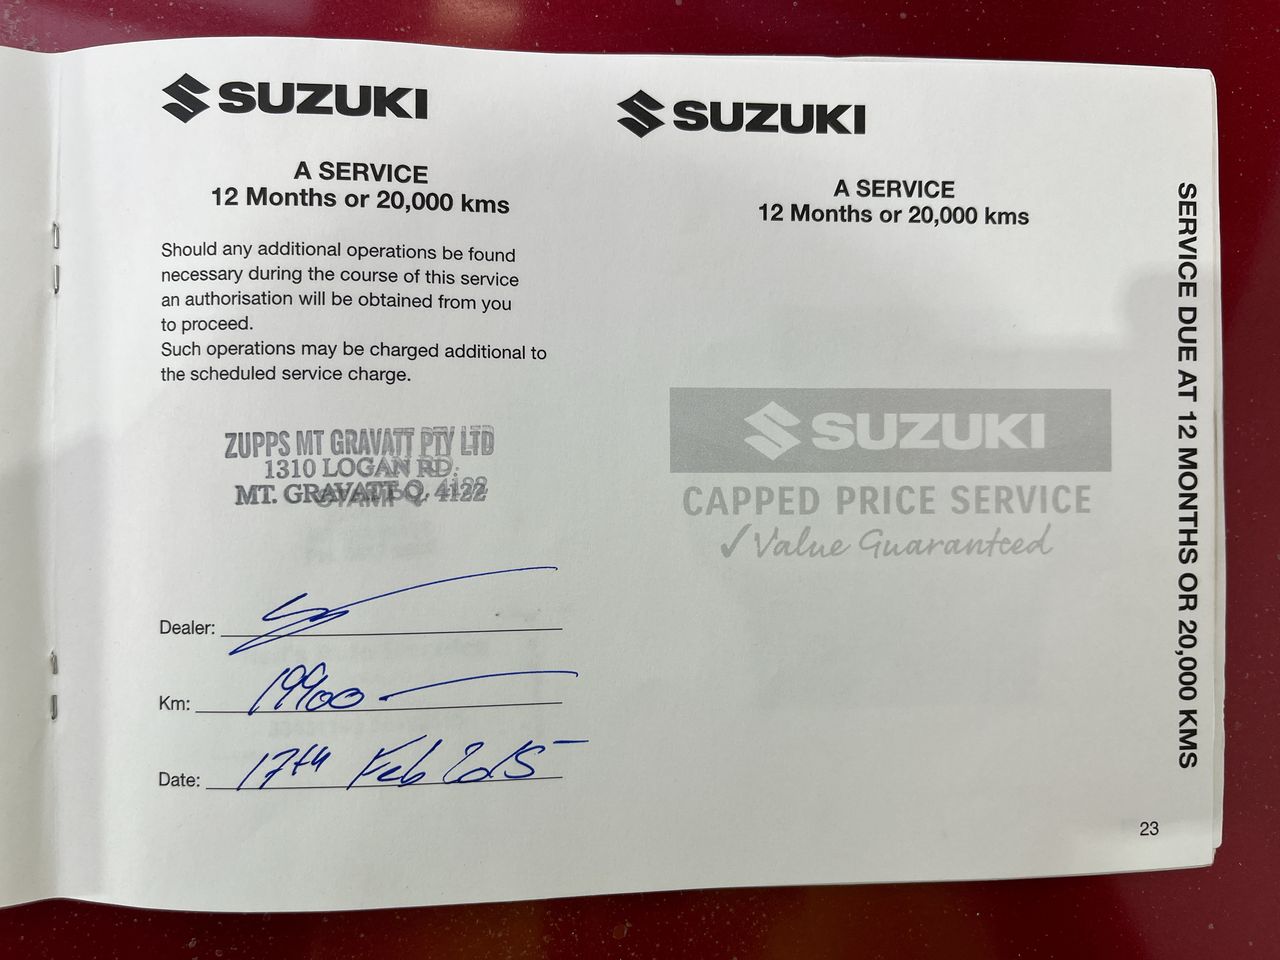 SUZUKI
A SERVICE
12 Months or 20,000 kms
Should any additional operations be found
necessary during the course of this service
an authorisation will be obtained from you
to proceed.
Such operations may be charged additional to
the scheduled service charge.
ZUPPS MT GRAVATT PTY LTD
1310 LOGAN RD.
MT. GRAVATT Q. 4122
Dealer:
Km: 19900
Date: 17th Feb 2015
SUZUKI
A SERVICE
12 Months or 20,000 kms
SUZUKI
CAPPED PRICE SERVICE
✓Value Guaranteed
SERVICE DUE AT 12 MONTHS OR 20,000 KMS
23